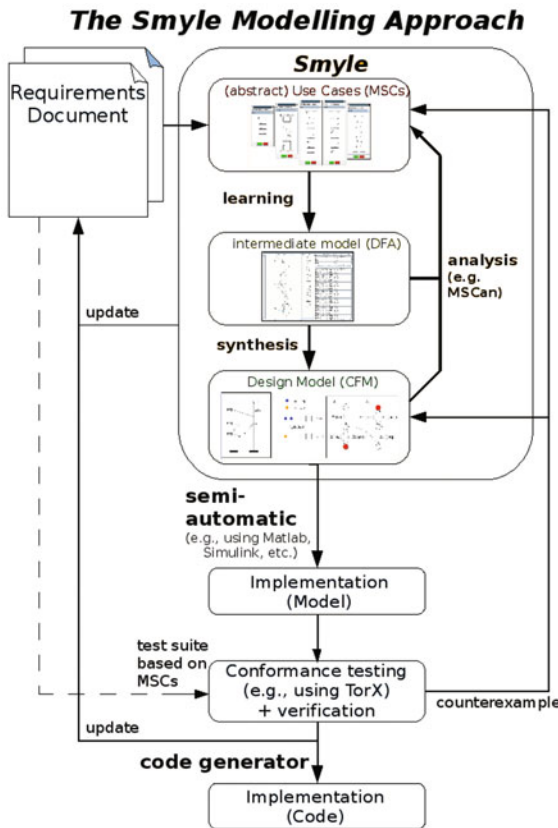 The Smyle Modelling Approach
Requirements
Document
Smyle
(abstract) Use Cases (MSCs)
learning
intermediate model (DFA)
analysis
(e.g.
MSCan)
update
synthesis
Design Model (CFM)
semi-
automatic
(e.g., using Matlab,
Simulink, etc.)
Implementation
(Model)
test suite
based on
MSCs
Conformance testing
(e.g., using TorX)
+ verification
counterexample
update
code generator
Implementation
(Code)